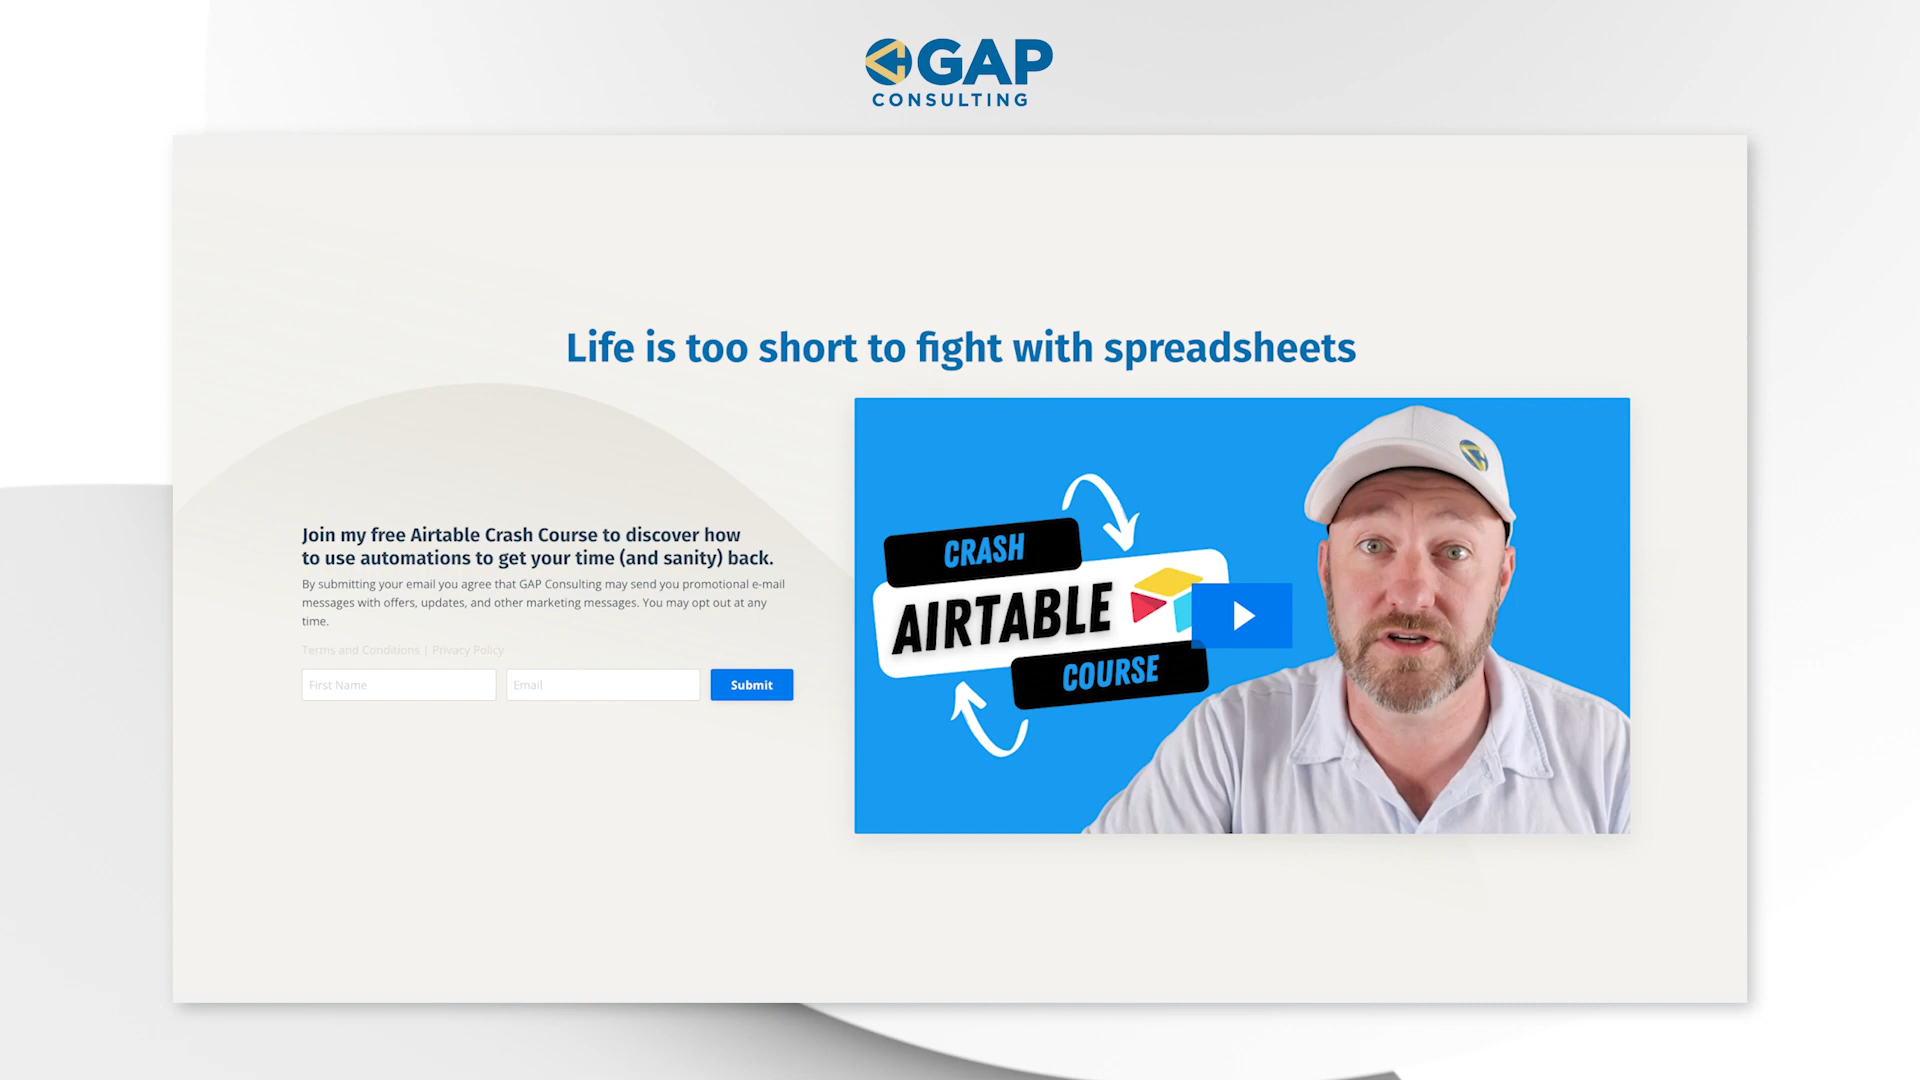 GAP
CONSULTING
Life is too short to fight with spreadsheets
Join my free Airtable Crash Course to discover how
to use automations to get your time (and sanity) back.
By submitting your email you agree that GAP Consulting may send you promotional e-mail
messages with offers, updates, and other marketing messages. You may opt out at any
time.
Terms and Conditions | Privacy Policy
First Name
Email
Submit
CRASH
AIRTABLE
COURSE